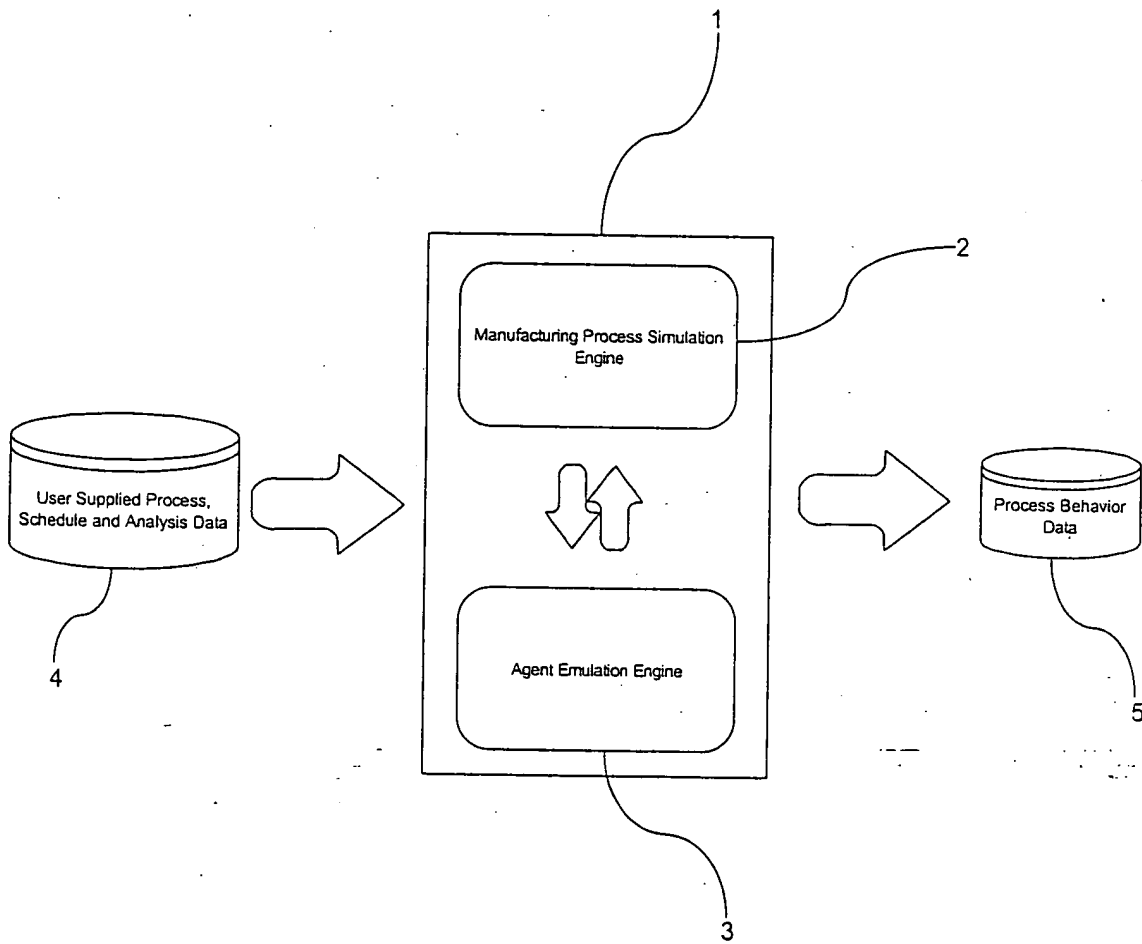 1
2
Manufacturing Process Simulation
Engine
User Supplied Process,
Schedule and Analysis Data
Process Behavior
Data
4
Agent Emulation Engine
5
3